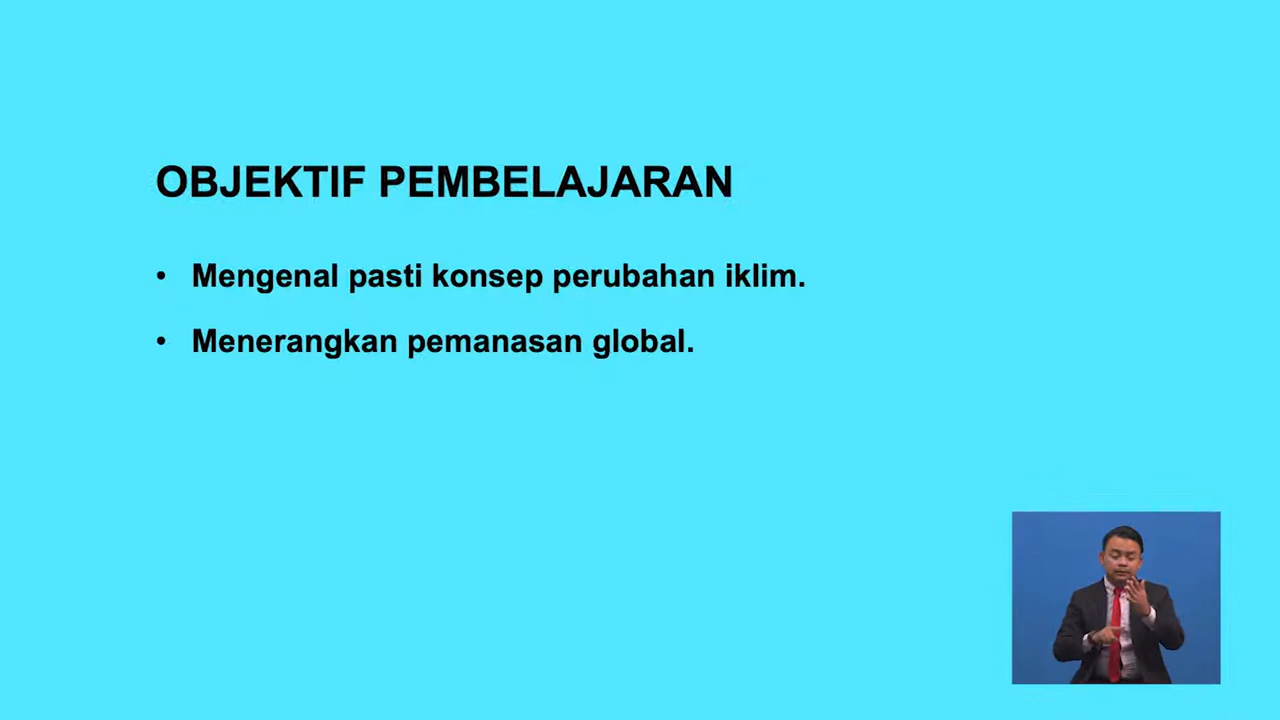 OBJEKTIF PEMBELAJARAN
• Mengenal pasti konsep perubahan iklim.
• Menerangkan pemanasan global.